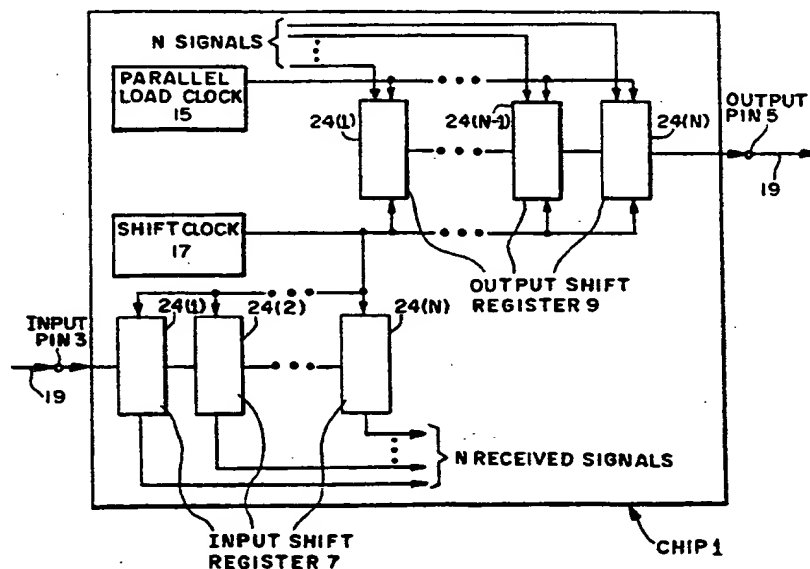 N SIGNALS
PARALLEL
LOAD CLOCK
15
24(1)
24(N-1)
24(N)
OUTPUT
PIN 5
19
SHIFT CLOCK
17
OUTPUT SHIFT
REGISTER 9
24(1)
24(2)
24(N)
INPUT
PIN 3
19
N RECEIVED SIGNALS
INPUT SHIFT
REGISTER 7
CHIP 1